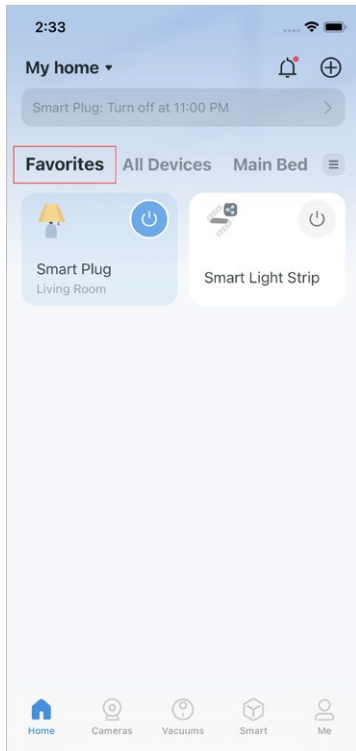 2:33
My home
Smart Plug: Turn off at 11:00 PM
Favorites All Devices Main Bed
Smart Plug
Living Room
Smart Light Strip
Home Cameras Vacuums Smart Me